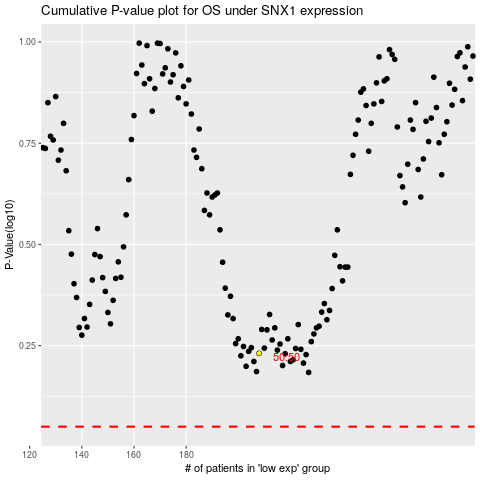 Cumulative P-value plot for OS under SNX1 expression
P-Value(log10)
1.00
0.75
0.50
0.25
50:50
120 140 160 180
# of patients in 'low exp' group